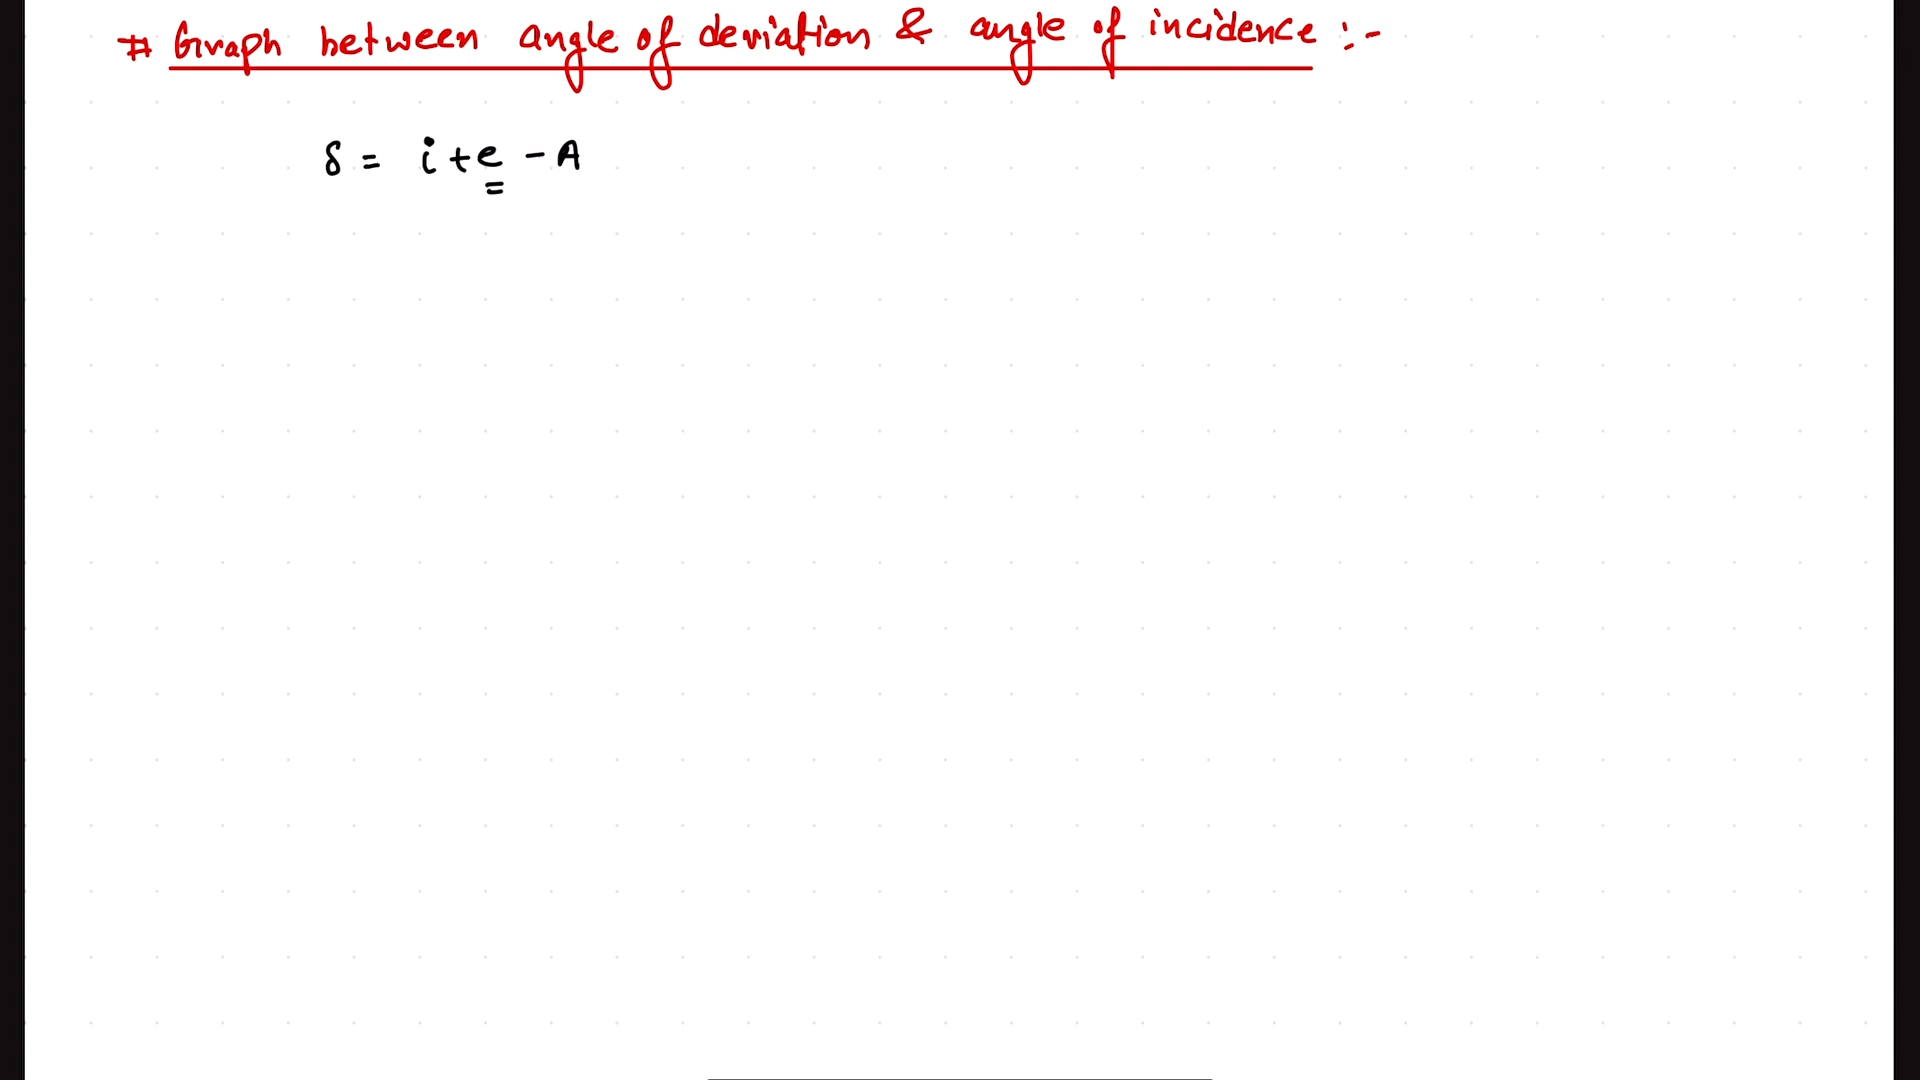 # Graph between angle of deviation & angle of incidence :-
δ = i + e - A